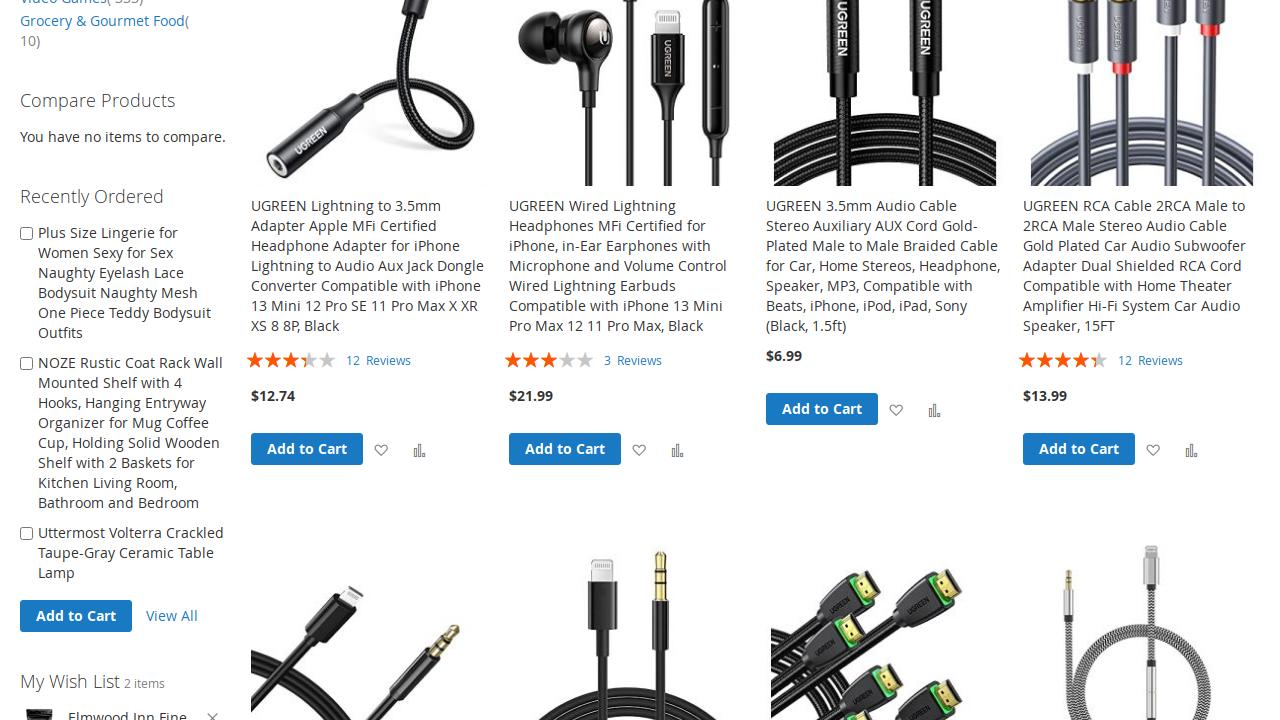 Video Games( 555)
Grocery & Gourmet Food(
10)
Compare Products
You have no items to compare.
Recently Ordered
Plus Size Lingerie for
Women Sexy for Sex
Naughty Eyelash Lace
Bodysuit Naughty Mesh
One Piece Teddy Bodysuit
Outfits
NOZE Rustic Coat Rack Wall
Mounted Shelf with 4
Hooks, Hanging Entryway
Organizer for Mug Coffee
Cup, Holding Solid Wooden
Shelf with 2 Baskets for
Kitchen Living Room,
Bathroom and Bedroom
Uttermost Volterra Crackled
Taupe-Gray Ceramic Table
Lamp
Add to Cart View All
My Wish List 2 items
Elmwood Inn Fine
UGREEN
UGREEN Lightning to 3.5mm
Adapter Apple MFi Certified
Headphone Adapter for iPhone
Lightning to Audio Aux Jack Dongle
Converter Compatible with iPhone
13 Mini 12 Pro SE 11 Pro Max X XR
XS 8 8P, Black
12 Reviews
$12.74
Add to Cart
UGREEN
UGREEN Wired Lightning
Headphones MFi Certified for
iPhone, in-Ear Earphones with
Microphone and Volume Control
Wired Lightning Earbuds
Compatible with iPhone 13 Mini
Pro Max 12 11 Pro Max, Black
3 Reviews
$21.99
Add to Cart
UGREEN
UGREEN
UGREEN 3.5mm Audio Cable
Stereo Auxiliary AUX Cord Gold-
Plated Male to Male Braided Cable
for Car, Home Stereos, Headphone,
Speaker, MP3, Compatible with
Beats, iPhone, iPod, iPad, Sony
(Black, 1.5ft)
$6.99
Add to Cart
UGREEN RCA Cable 2RCA Male to
2RCA Male Stereo Audio Cable
Gold Plated Car Audio Subwoofer
Adapter Dual Shielded RCA Cord
Compatible with Home Theater
Amplifier Hi-Fi System Car Audio
Speaker, 15FT
12 Reviews
$13.99
Add to Cart
UGREEN
UGREEN
UGREEN
UGREEN
UGREEN